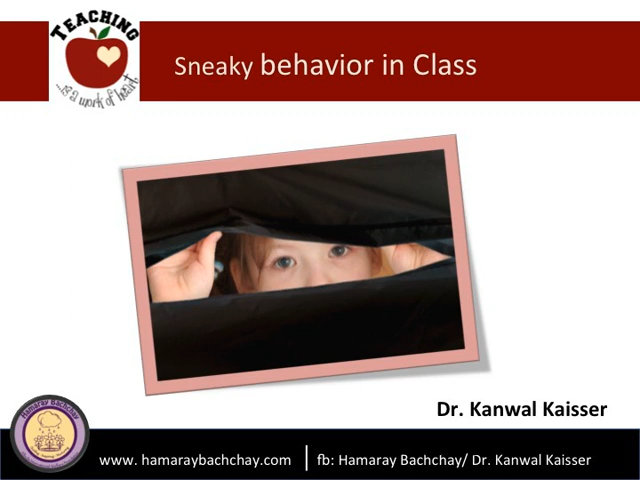 TEACHING
...is a work of heart
Sneaky behavior in Class
Dr. Kanwal Kaisser
Hamaray Bachchay
www. hamaraybachchay.com | fb: Hamaray Bachchay/ Dr. Kanwal Kaisser